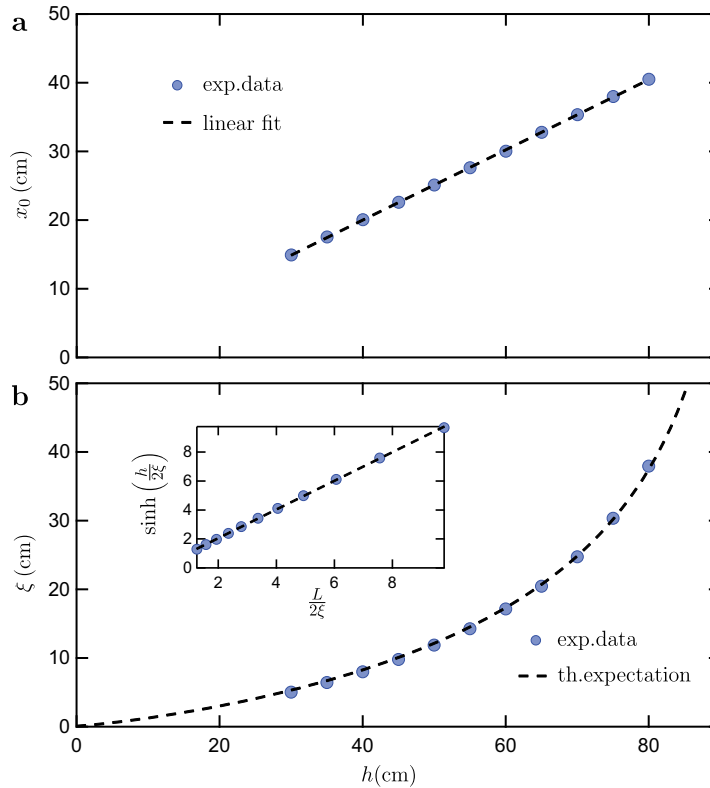 a
50
40
30
20
10
0
x₀ (cm)
exp.data
linear fit
b
50
40
30
20
10
0
ξ (cm)
sinh (h/2ξ)
8
6
4
2
0
2 4 6 8
L/2ξ
exp.data
th.expectation
0 20 40 60 80
h(cm)